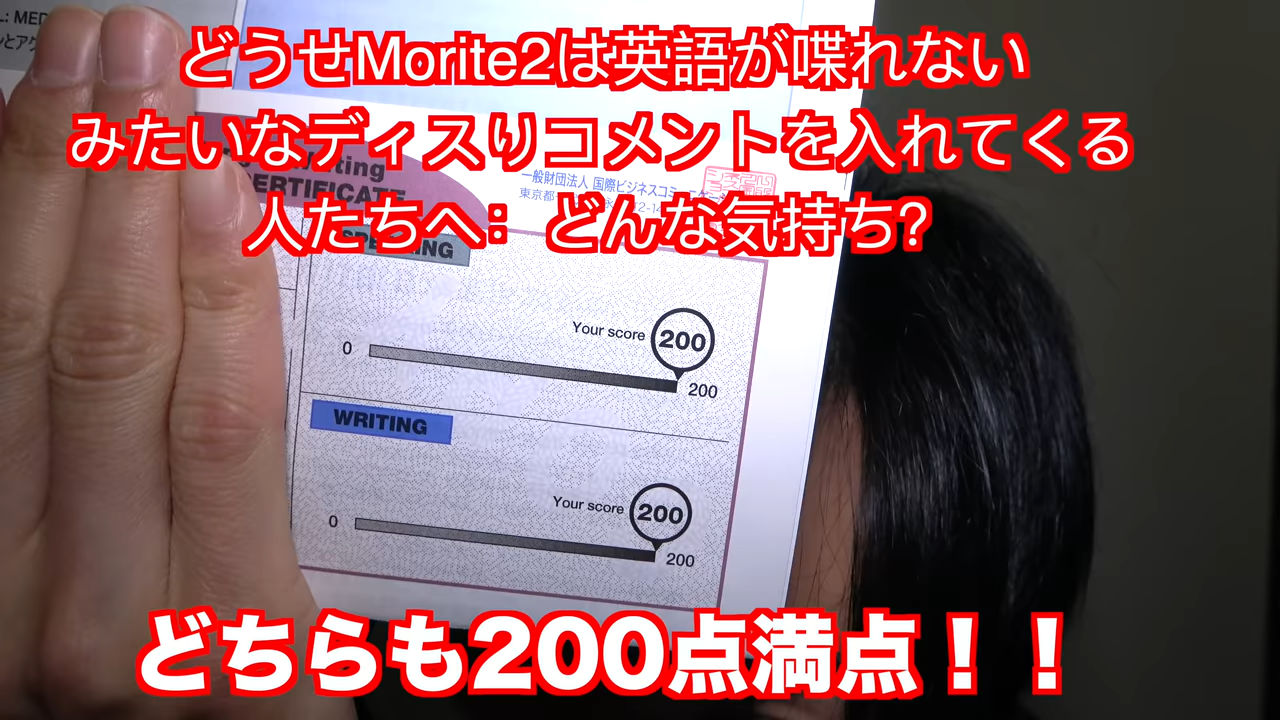 どうせMorite2は英語が喋れない
みたいなディスりコメントを入れてくる
人たちへ：どんな気持ち?
一般財団法人 国際ビジネスコミュニケーシ
東京都
CERTIFICATE
SPEAKING
Your score 200
0
200
WRITING
Your score 200
0
200
どちらも200点満点！！